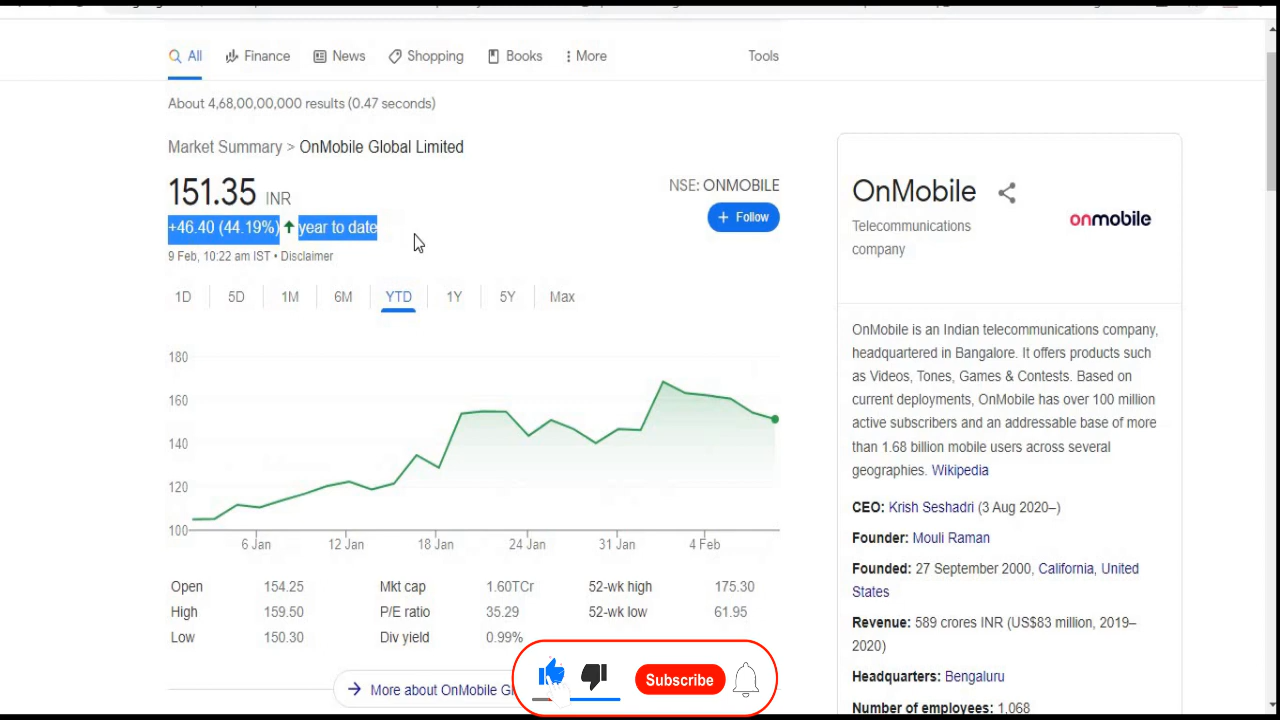 All Finance News Shopping Books More Tools
About 4,68,00,00,000 results (0.47 seconds)
Market Summary > OnMobile Global Limited
151.35 INR
+46.40 (44.19%) year to date
9 Feb, 10:22 am IST • Disclaimer
NSE: ONMOBILE
+ Follow
1D 5D 1M 6M YTD 1Y 5Y Max
180
160
140
120
100
6 Jan 12 Jan 18 Jan 24 Jan 31 Jan 4 Feb
Open 154.25 Mkt cap 1.60TCr 52-wk high 175.30
High 159.50 P/E ratio 35.29 52-wk low 61.95
Low 150.30 Div yield 0.99%
More about OnMobile Gl
Subscribe
OnMobile
Telecommunications
company
onmobile
OnMobile is an Indian telecommunications company,
headquartered in Bangalore. It offers products such
as Videos, Tones, Games & Contests. Based on
current deployments, OnMobile has over 100 million
active subscribers and an addressable base of more
than 1.68 billion mobile users across several
geographies. Wikipedia
CEO: Krish Seshadri (3 Aug 2020–)
Founder: Mouli Raman
Founded: 27 September 2000, California, United
States
Revenue: 589 crores INR (US$83 million, 2019–
2020)
Headquarters: Bengaluru
Number of employees: 1,068